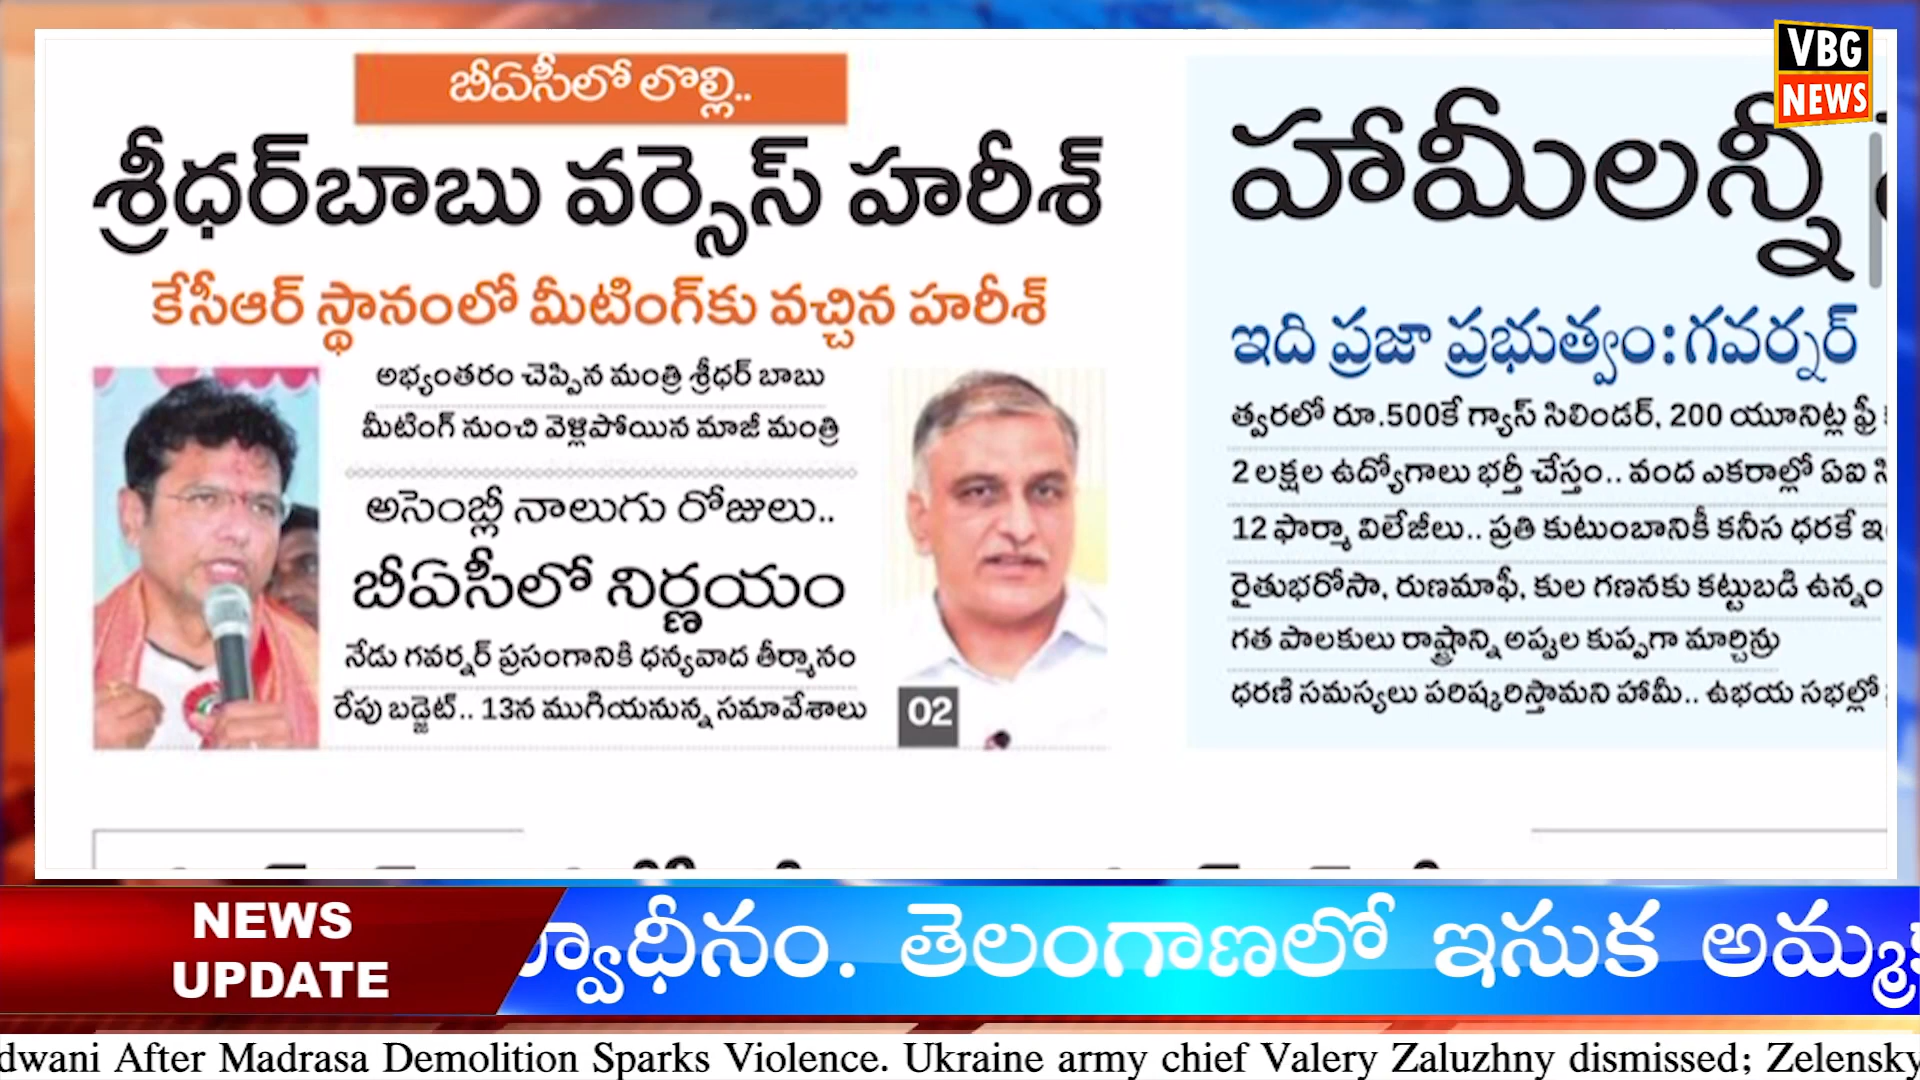 VBG
NEWS
బీఏసీలో లొల్లి..
శ్రీధర్‌బాబు వర్సెస్ హరీశ్
కేసీఆర్ స్థానంలో మీటింగ్‌కు వచ్చిన హరీశ్
అభ్యంతరం చెప్పిన మంత్రి శ్రీధర్ బాబు
మీటింగ్ నుంచి వెళ్లిపోయిన మాజీ మంత్రి
అసెంబ్లీ నాలుగు రోజులు..
బీఏసీలో నిర్ణయం
నేడు గవర్నర్ ప్రసంగానికి ధన్యవాద తీర్మానం
రేపు బడ్జెట్.. 13న ముగియనున్న సమావేశాలు
02
హామీలన్నీ
ఇది ప్రజా ప్రభుత్వం: గవర్నర్
త్వరలో రూ.500కే గ్యాస్ సిలిండర్, 200 యూనిట్ల ఫ్రీ
2 లక్షల ఉద్యోగాలు భర్తీ చేస్తం.. వంద ఎకరాల్లో ఏఐ
12 ఫార్మా విలేజీలు.. ప్రతి కుటుంబానికీ కనీస ధరకే
రైతుభరోసా, రుణమాఫీ, కుల గణనకు కట్టుబడి ఉన్నం
గత పాలకులు రాష్ట్రాన్ని అప్పుల కుప్పగా మార్చిన్రు
ధరణి సమస్యలు పరిష్కరిస్తామని హామీ.. ఉభయ సభల్లో
NEWS
UPDATE
స్వాధీనం. తెలంగాణలో ఇసుక అమ్మ
dwani After Madrasa Demolition Sparks Violence. Ukraine army chief Valery Zaluzhny dismissed; Zelensky